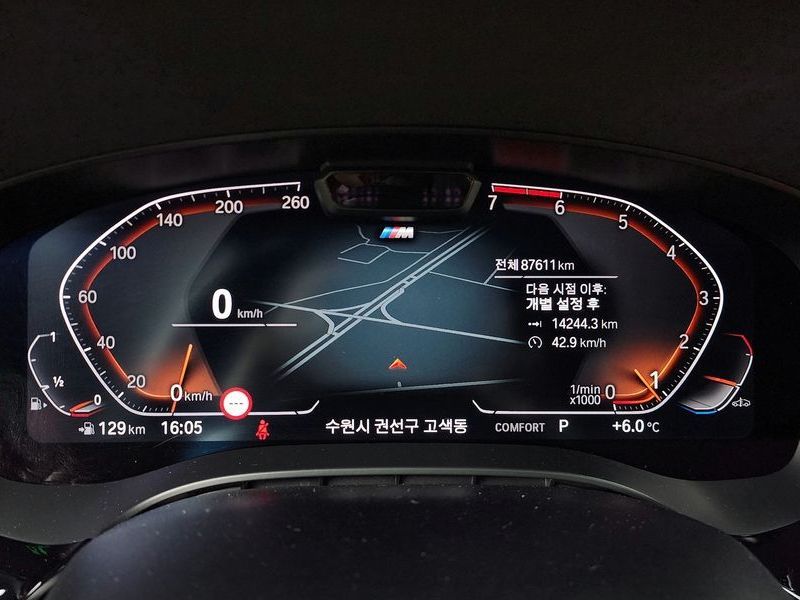 260
200
140
100
60
40
20
0 km/h
0 km/h
M
7
6
5
4
3
2
1
0
1/min
x1000
전체 87611 km
다음 시점 이후:
개별 설정 후
14244.3 km
42.9 km/h
1
½
0
129 km
16:05
수원시 권선구 고색동
COMFORT
P
+6.0 °C